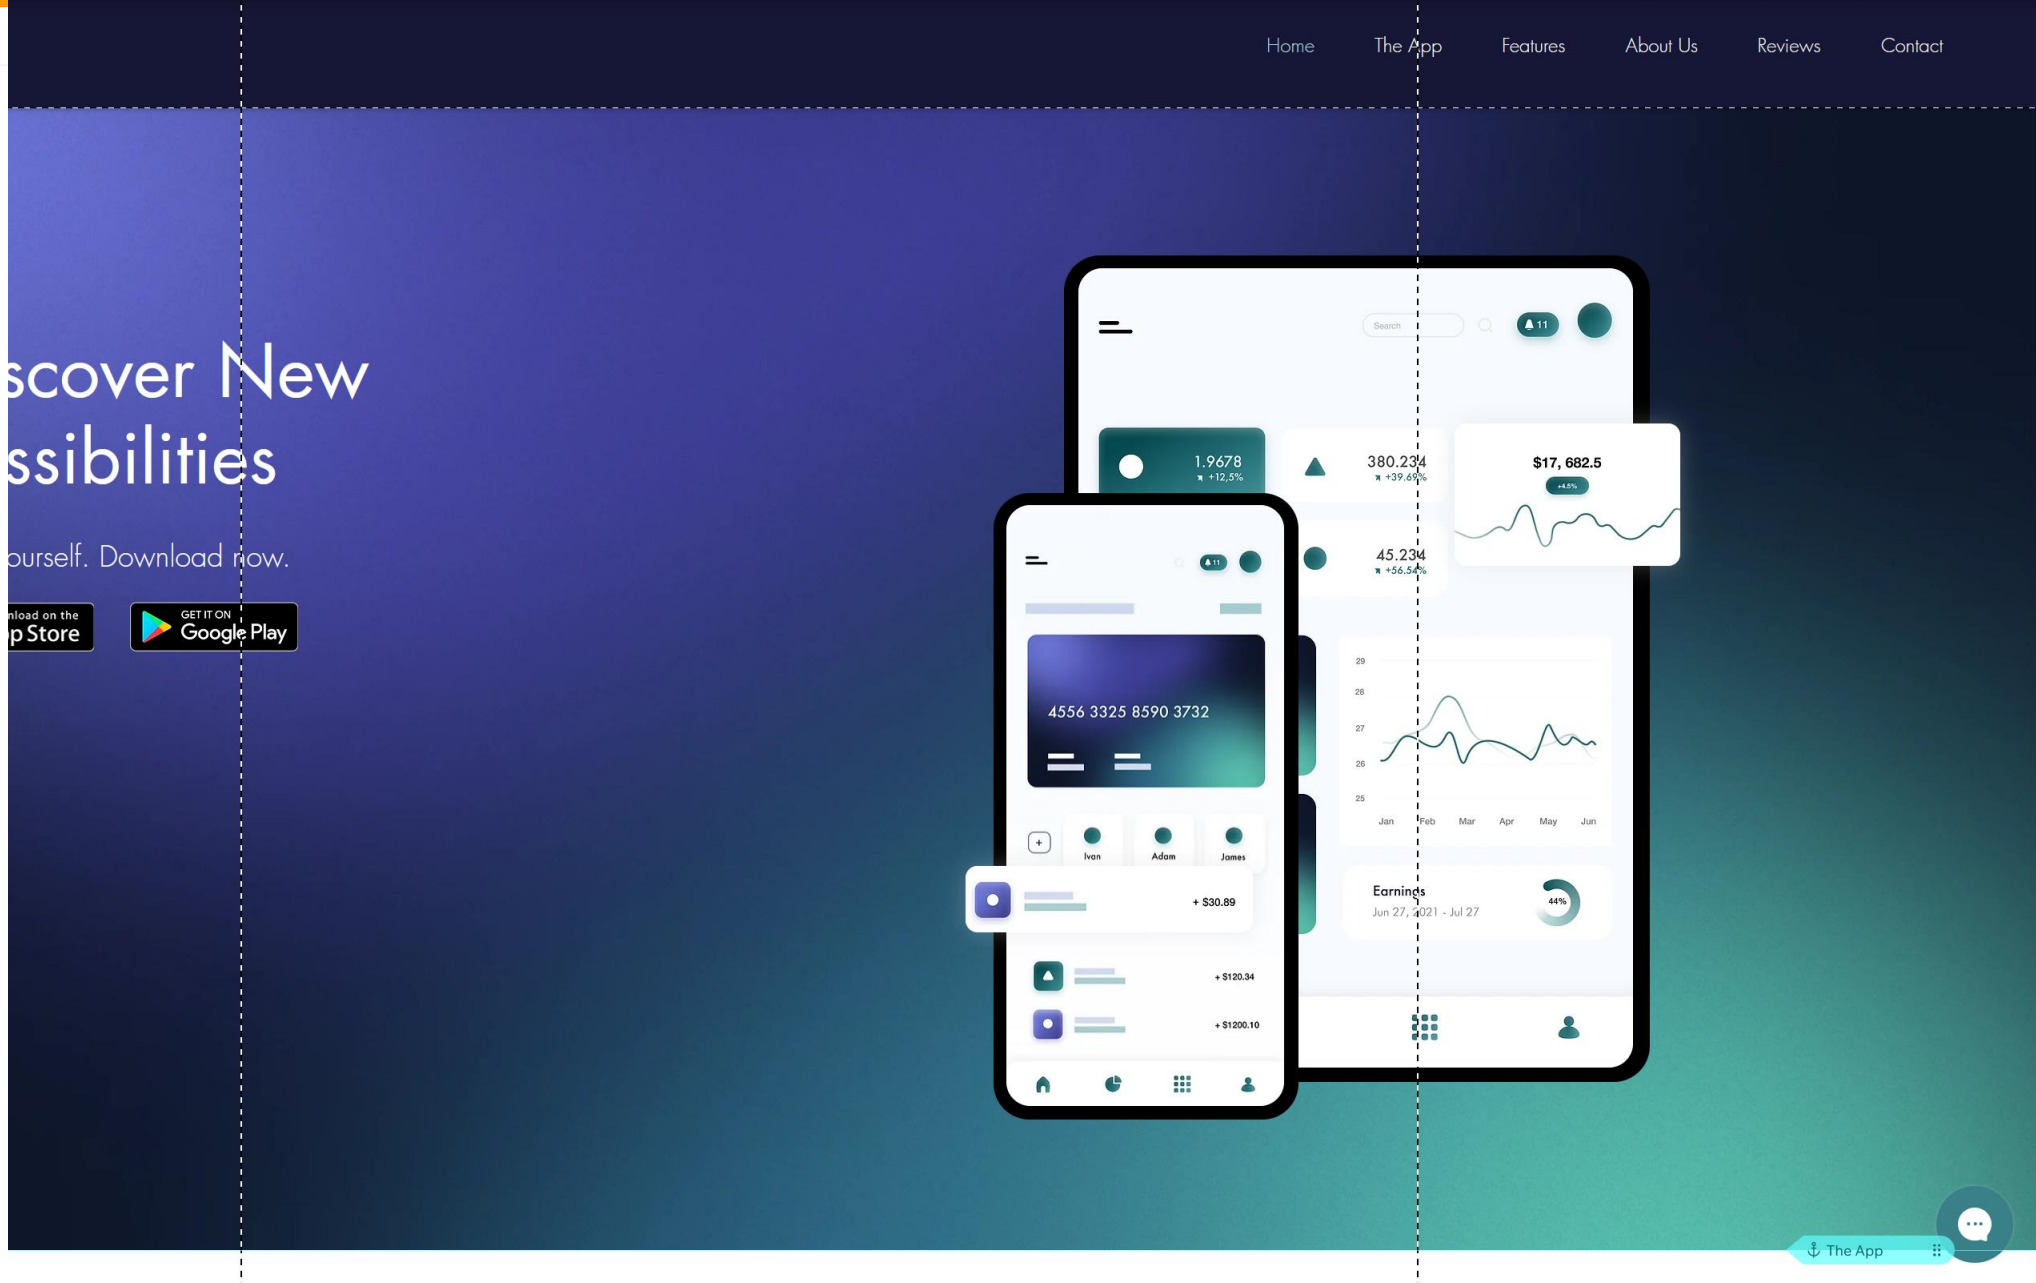 Home The App Features About Us Reviews Contact
scover New
ssibilities
ourself. Download now.
nload on the
p Store
GET IT ON
Google Play
Search
11
1.9678
+12,5%
380.234
+39.69%
$17, 682.5
+4.5%
45.234
+56.54%
11
4556 3325 8590 3732
29
28
27
26
25
Jan Feb Mar Apr May Jun
+
Ivan Adam James
+ $30.89
Earnings
Jun 27, 2021 - Jul 27
44%
+ $120.34
+ $1200.10
The App